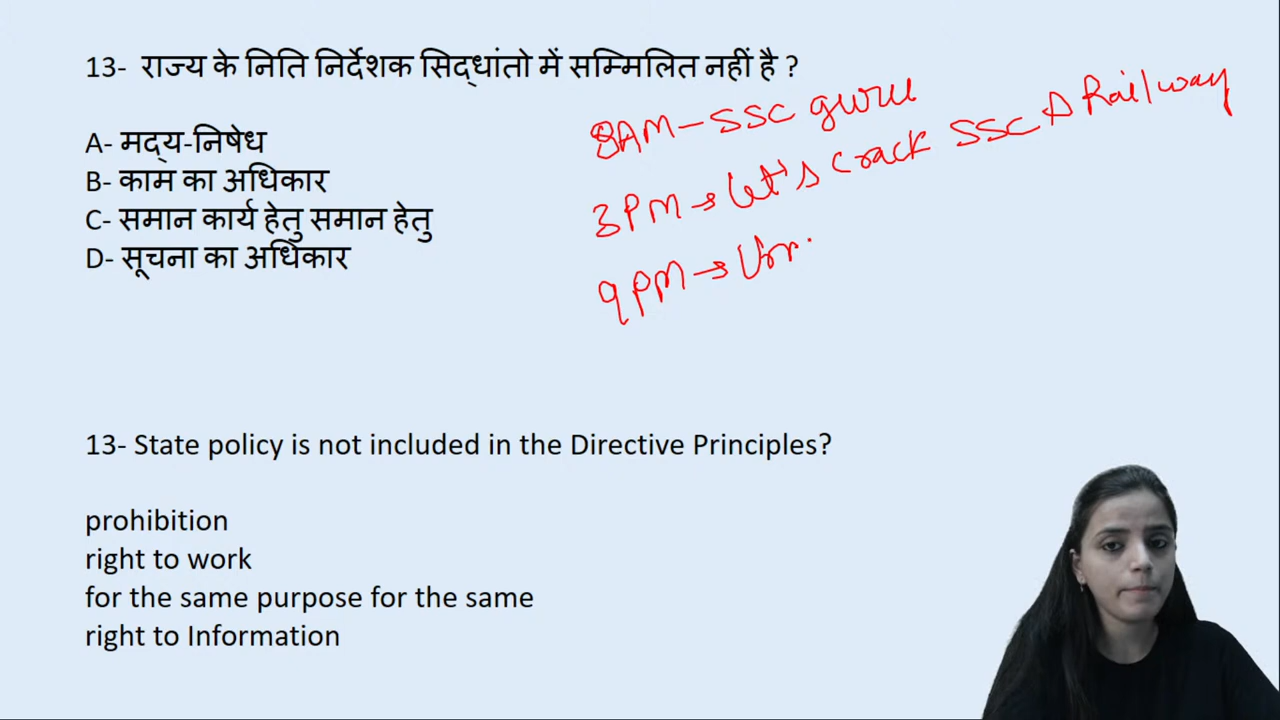 13- राज्य के निति निर्देशक सिद्धांतो में सम्मिलित नहीं है ?
8AM - SSC guru
3PM → Let's crack SSC & Railway
9PM →
A- मद्य-निषेध
B- काम का अधिकार
C- समान कार्य हेतु समान हेतु
D- सूचना का अधिकार
13- State policy is not included in the Directive Principles?
prohibition
right to work
for the same purpose for the same
right to Information